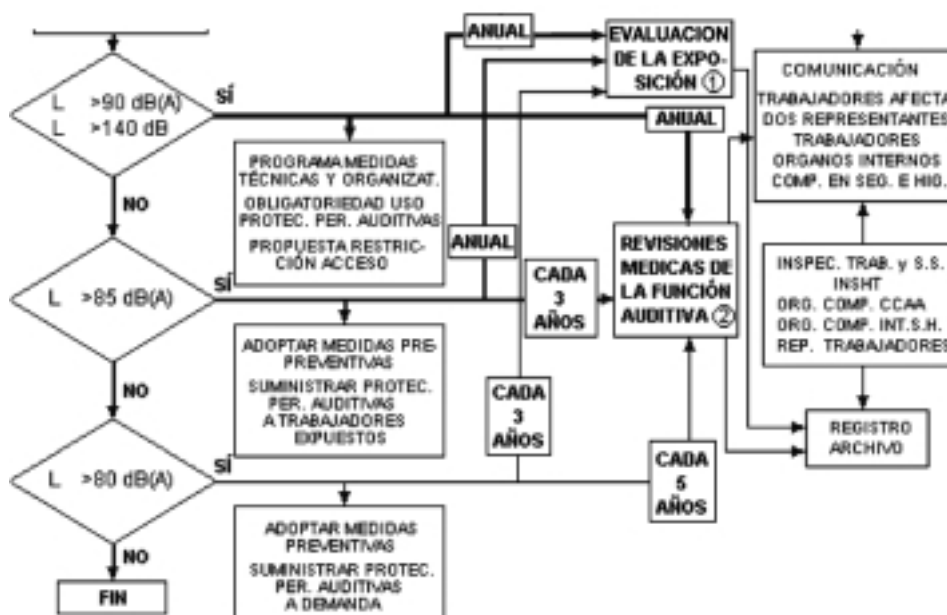 L >90 dB(A)
L >140 dB
SÍ
NO
ANUAL
EVALUACION
DE LA EXPO-
SICIÓN ①
ANUAL
COMUNICACIÓN
TRABAJADORES AFECTA
DOS REPRESENTANTES
TRABAJADORES
ORGANOS INTERNOS
COMP. EN SEG. E HIG.
PROGRAMA MEDIDAS
TÉCNICAS Y ORGANIZAT.
OBLIGATORIEDAD USO
PROTEC. PER. AUDITIVAS
PROPUESTA RESTRIC-
CIÓN ACCESO
ANUAL
REVISIONES
MEDICAS DE
LA FUNCIÓN
AUDITIVA ②
INSPEC. TRAB. y S.S.
INSHT
ORG. COMP. CCAA
ORG. COMP. INT.S.H.
REP. TRABAJADORES
L >85 dB(A)
SÍ
NO
CADA
3
AÑOS
ADOPTAR MEDIDAS PRE-
PREVENTIVAS
SUMINISTRAR PROTEC.
PER. AUDITIVAS
A TRABAJADORES
EXPUESTOS
CADA
3
AÑOS
REGISTRO
ARCHIVO
L >80 dB(A)
SÍ
NO
CADA
5
AÑOS
ADOPTAR MEDIDAS
PREVENTIVAS
SUMINISTRAR PROTEC.
PER. AUDITIVAS
A DEMANDA
FIN